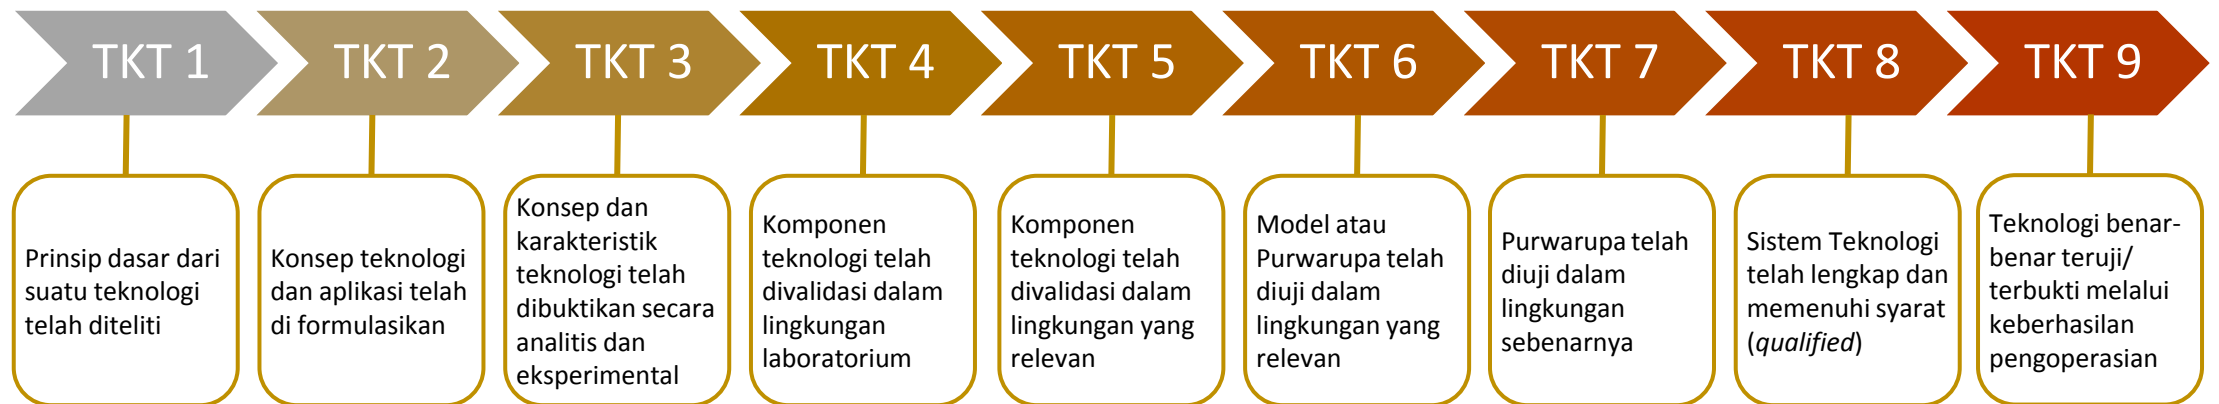 TKT 1
TKT 2
TKT 3
TKT 4
TKT 5
TKT 6
TKT 7
TKT 8
TKT 9
Prinsip dasar dari
suatu teknologi
telah diteliti
Konsep teknologi
dan aplikasi telah
di formulasikan
Konsep dan
karakteristik
teknologi telah
dibuktikan secara
analitis dan
eksperimental
Komponen
teknologi telah
divalidasi dalam
lingkungan
laboratorium
Komponen
teknologi telah
divalidasi dalam
lingkungan yang
relevan
Model atau
Purwarupa telah
diuji dalam
lingkungan yang
relevan
Purwarupa telah
diuji dalam
lingkungan
sebenarnya
Sistem Teknologi
telah lengkap dan
memenuhi syarat
(qualified)
Teknologi benar-
benar teruji/
terbukti melalui
keberhasilan
pengoperasian